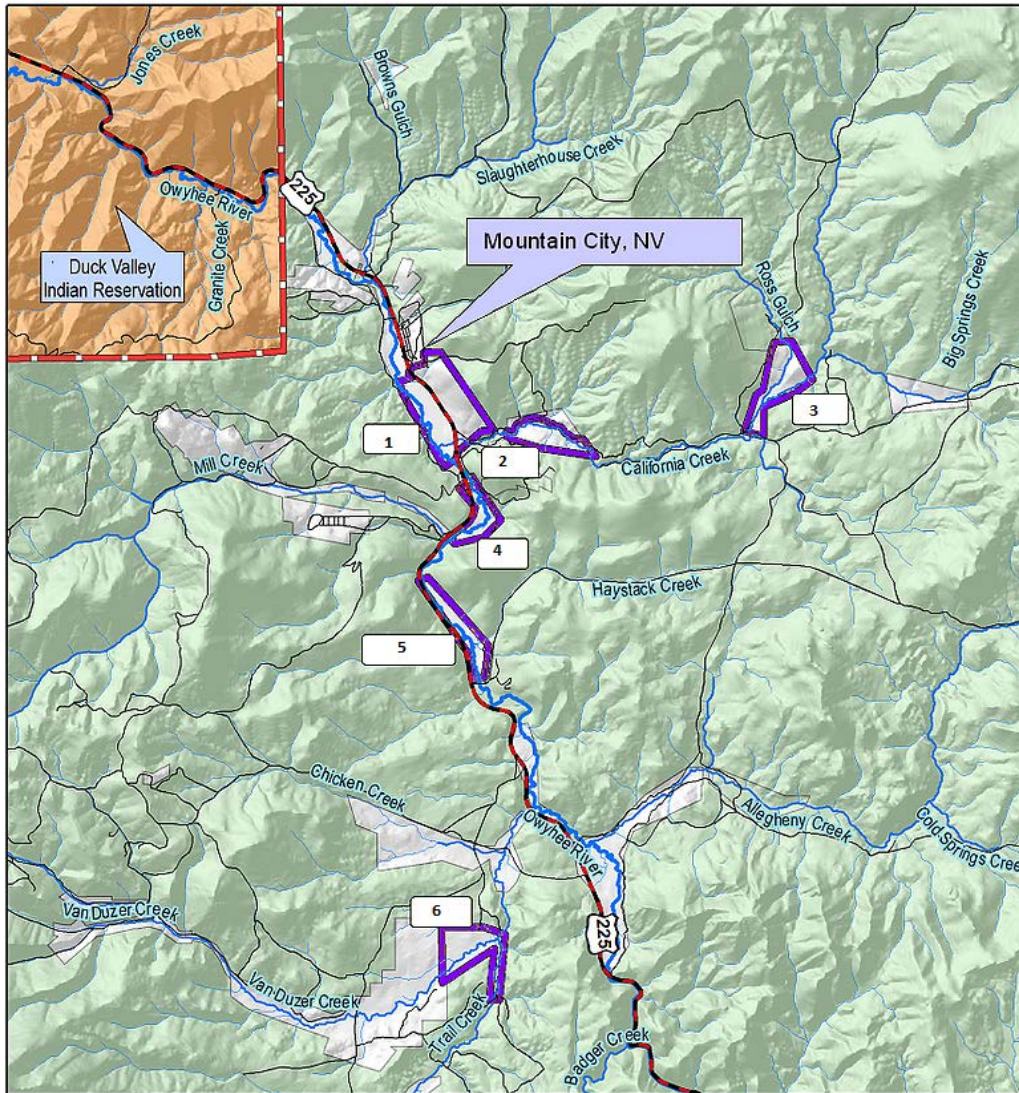 Jones Creek
Browns Gulch
Slaughterhouse Creek
225
Owyhee River
Granite Creek
Duck Valley
Indian Reservation
Mountain City, NV
Ross Gulch
Big Springs Creek
3
1
2
Mill Creek
California Creek
4
Haystack Creek
5
Chicken Creek
Owyhee River
Allegheny Creek
Cold Springs Cree
Van Duzer Creek
6
225
Van Duzer Creek
Trail Creek
Badger Creek